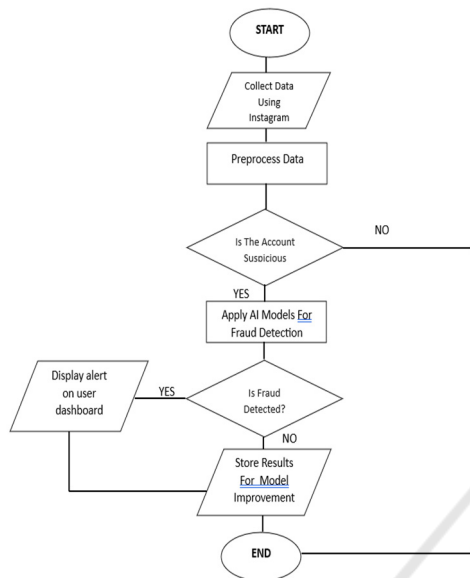 START
Collect Data
Using
Instagram
Preprocess Data
Is The Account
Suspicious
NO
YES
Apply AI Models For
Fraud Detection
Is Fraud
Detected?
YES
Display alert
on user
dashboard
NO
Store Results
For Model
Improvement
END